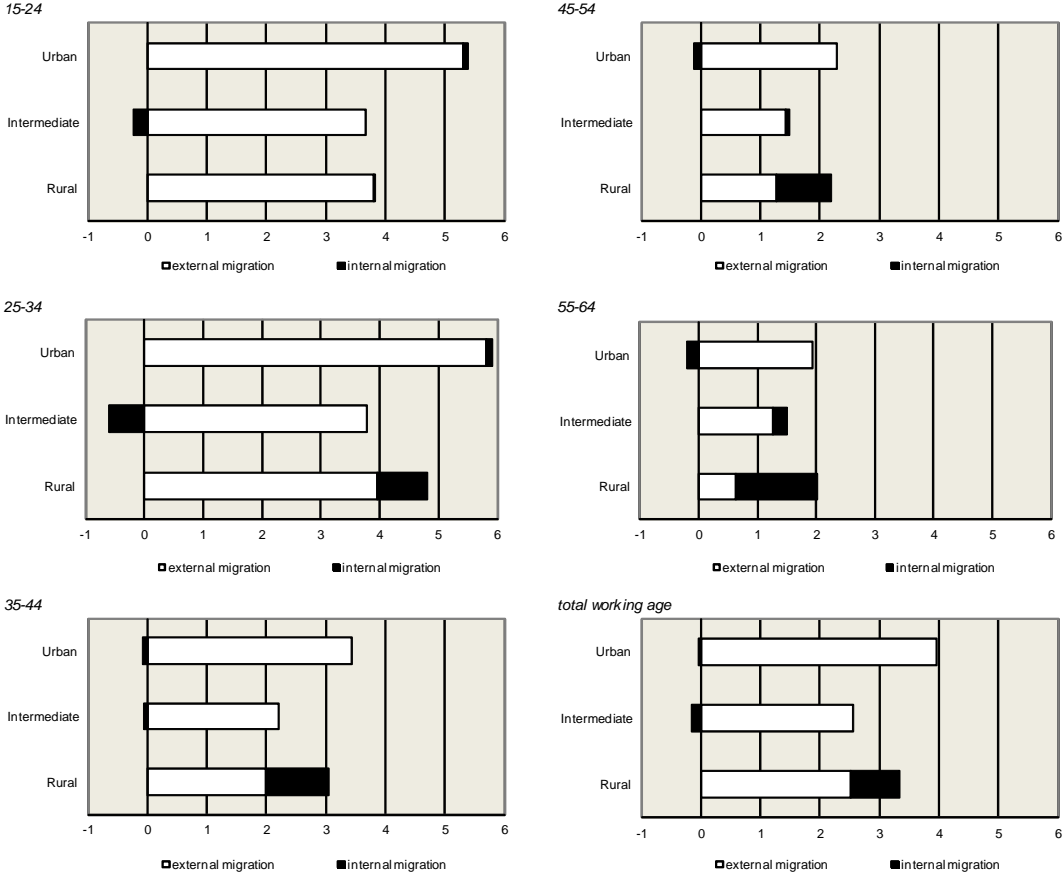 15-24
Urban
Intermediate
Rural
-1 0 1 2 3 4 5 6
external migration internal migration
45-54
Urban
Intermediate
Rural
-1 0 1 2 3 4 5 6
external migration internal migration
25-34
Urban
Intermediate
Rural
-1 0 1 2 3 4 5 6
external migration internal migration
55-64
Urban
Intermediate
Rural
-1 0 1 2 3 4 5 6
external migration internal migration
35-44
Urban
Intermediate
Rural
-1 0 1 2 3 4 5 6
external migration internal migration
total working age
Urban
Intermediate
Rural
-1 0 1 2 3 4 5 6
external migration internal migration